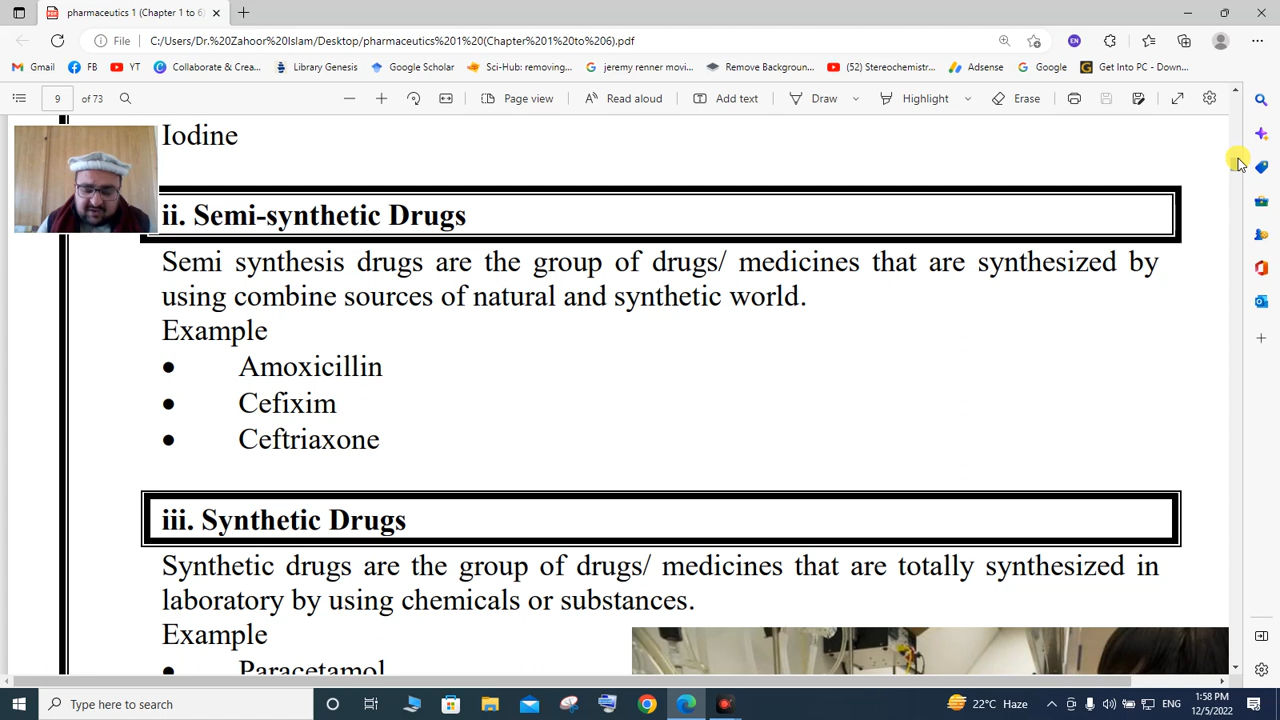 pharmaceutics 1 (Chapter 1 to 6)
File C:/Users/Dr.%20Zahoor%20Islam/Desktop/pharmaceutics%201%20(Chapter%201%20to%206).pdf
Gmail FB YT Collaborate & Crea... Library Genesis Google Scholar Sci-Hub: removing... jeremy renner movi... Remove Backgroun... (52) Stereochemistr... Adsense Google Get Into PC - Down...
9 of 73 Page view Read aloud Add text Draw Highlight Erase
Iodine
ii. Semi-synthetic Drugs
Semi synthesis drugs are the group of drugs/ medicines that are synthesized by
using combine sources of natural and synthetic world.
Example
• Amoxicillin
• Cefixim
• Ceftriaxone
iii. Synthetic Drugs
Synthetic drugs are the group of drugs/ medicines that are totally synthesized in
laboratory by using chemicals or substances.
Example
• Paracetamol
Type here to search 22°C Haze ENG 1:58 PM
12/5/2022